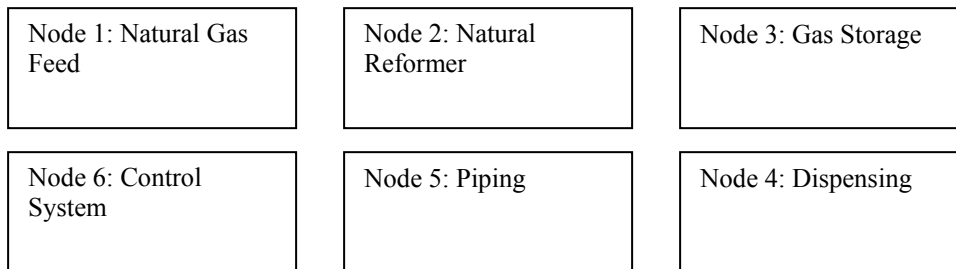 Node 1: Natural Gas
Feed
Node 2: Natural
Reformer
Node 3: Gas Storage
Node 6: Control
System
Node 5: Piping
Node 4: Dispensing